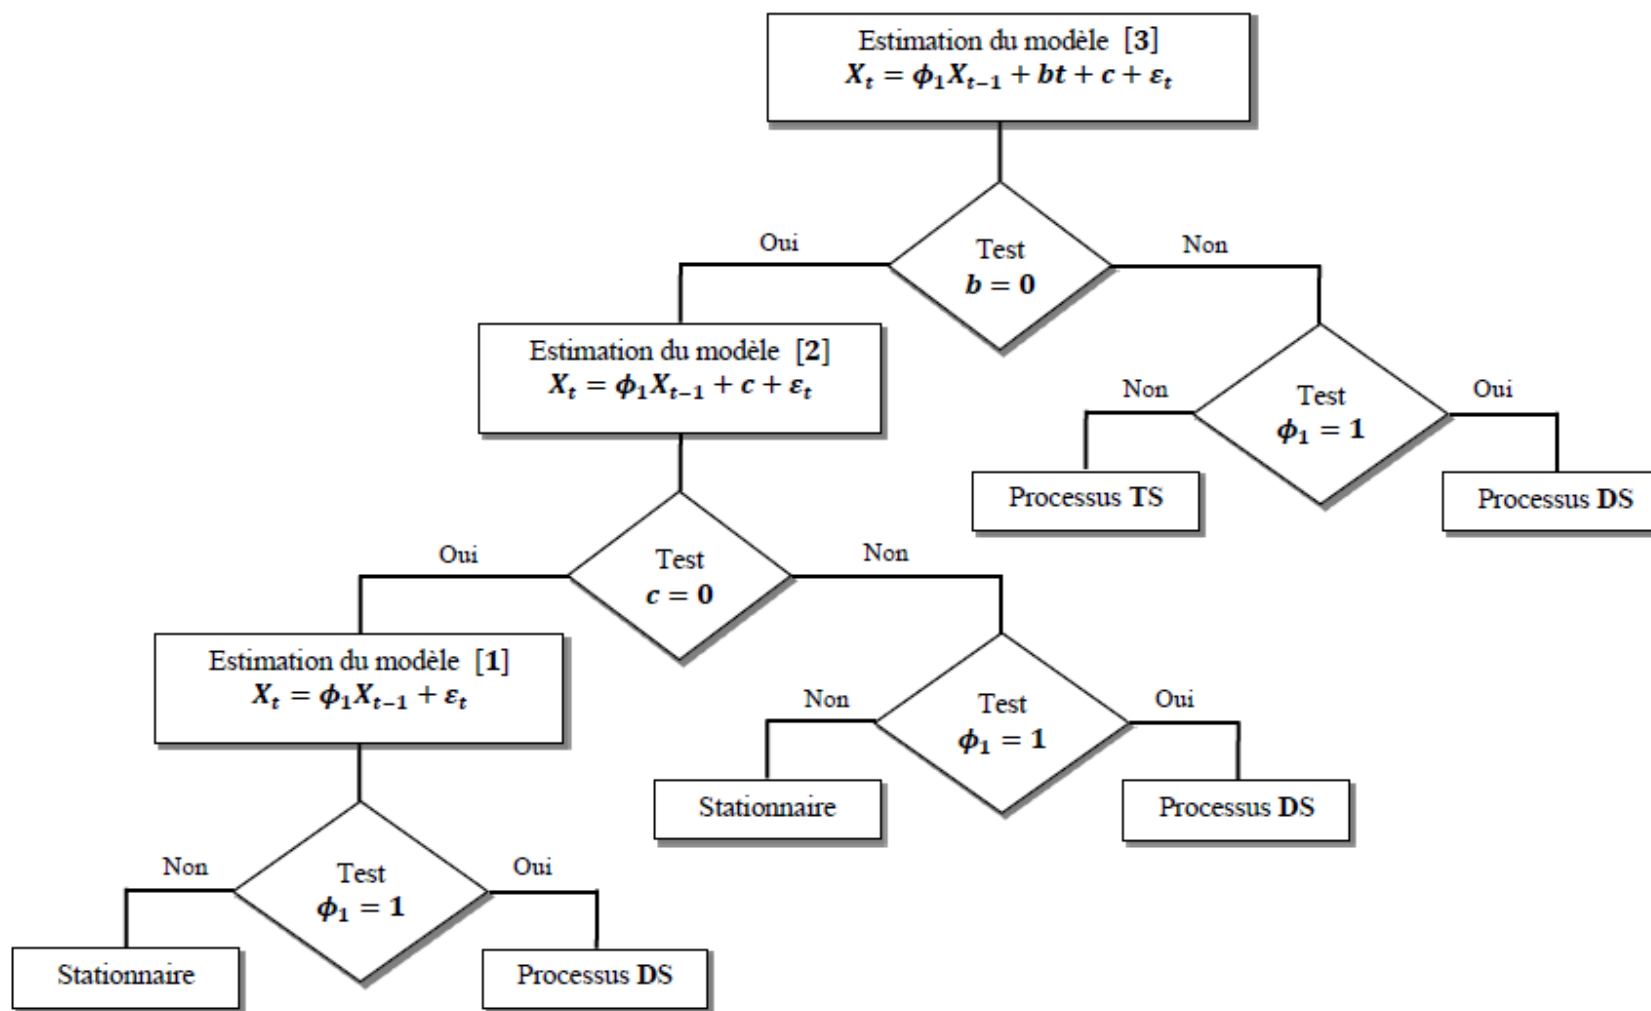 Estimation du modèle [3]
X_t = ϕ_1X_{t−1} + bt + c + ε_t
Oui
Test
b = 0
Non
Estimation du modèle [2]
X_t = ϕ_1X_{t−1} + c + ε_t
Non
Test
ϕ_1 = 1
Oui
Processus TS
Processus DS
Oui
Test
c = 0
Non
Estimation du modèle [1]
X_t = ϕ_1X_{t−1} + ε_t
Non
Test
ϕ_1 = 1
Oui
Stationnaire
Processus DS
Non
Test
ϕ_1 = 1
Oui
Stationnaire
Processus DS